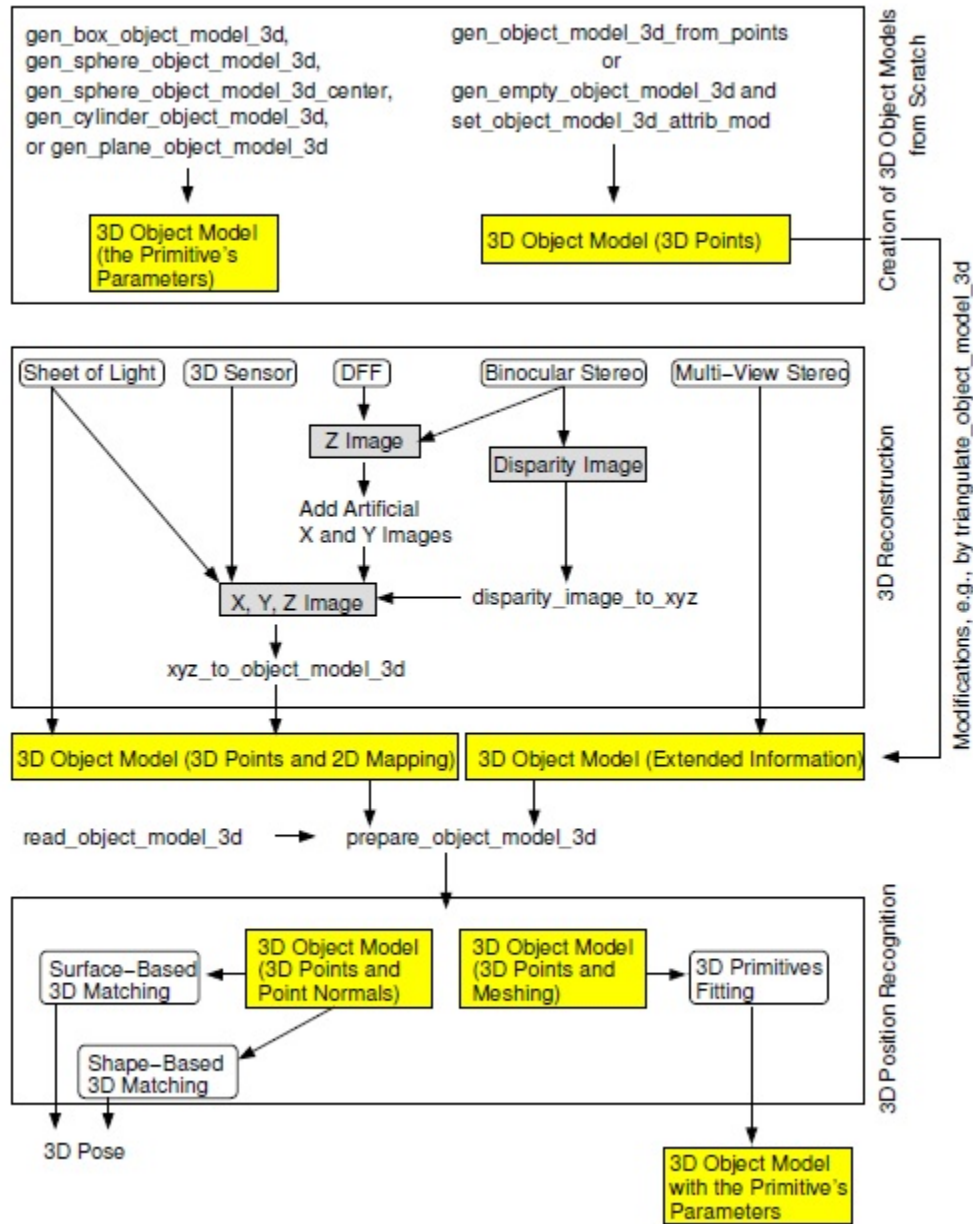 gen_box_object_model_3d,
gen_sphere_object_model_3d,
gen_sphere_object_model_3d_center,
gen_cylinder_object_model_3d,
or gen_plane_object_model_3d
gen_object_model_3d_from_points
or
gen_empty_object_model_3d and
set_object_model_3d_attrib_mod
3D Object Model
(the Primitive's
Parameters)
3D Object Model (3D Points)
Creation of 3D Object Models
from Scratch
Modifications, e.g., by triangulate_object_model_3d
Sheet of Light
3D Sensor
DFF
Binocular Stereo
Multi-View Stereo
Z Image
Disparity Image
Add Artificial
X and Y Images
X, Y, Z Image
disparity_image_to_xyz
xyz_to_object_model_3d
3D Reconstruction
3D Object Model (3D Points and 2D Mapping)
3D Object Model (Extended Information)
read_object_model_3d
prepare_object_model_3d
Surface-Based
3D Matching
3D Object Model
(3D Points and
Point Normals)
3D Object Model
(3D Points and
Meshing)
3D Primitives
Fitting
Shape-Based
3D Matching
3D Position Recognition
3D Pose
3D Object Model
with the Primitive's
Parameters